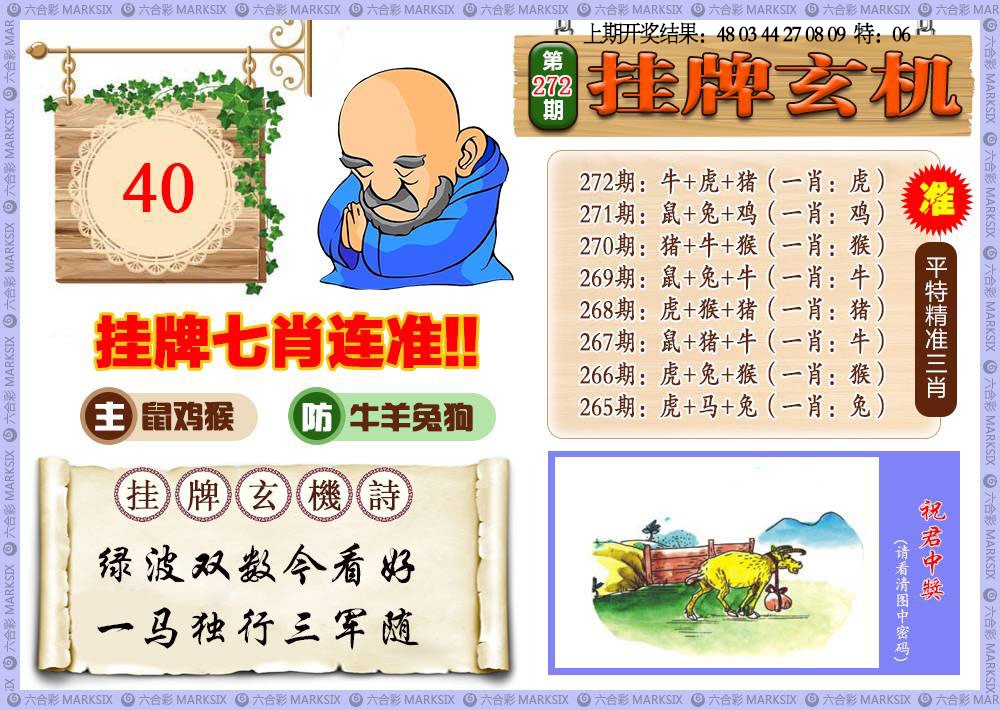 上期开奖结果：48 03 44 27 08 09 特：06
第272期
挂牌玄机
40
挂牌七肖连准!!
主 鼠鸡猴
防 牛羊兔狗
挂牌玄機詩
绿波双数今看好
一马独行三军随
272期：牛+虎+猪（一肖：虎）
271期：鼠+兔+鸡（一肖：鸡）
270期：猪+牛+猴（一肖：猴）
269期：鼠+兔+牛（一肖：牛）
268期：虎+猴+猪（一肖：猪）
267期：鼠+猪+牛（一肖：牛）
266期：虎+兔+猴（一肖：猴）
265期：虎+马+兔（一肖：兔）
准
平特精准三肖
祝君中奖
（请看清图中密码）
六合彩 MARKSIX